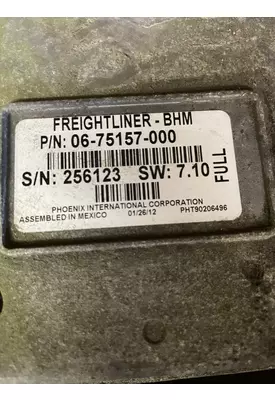 FREIGHTLINER - BHM
P/N: 06-75157-000
S/N: 256123 SW: 7.10
FULL
PHOENIX INTERNATIONAL CORPORATION
ASSEMBLED IN MEXICO 01/26/12 PHT90206496